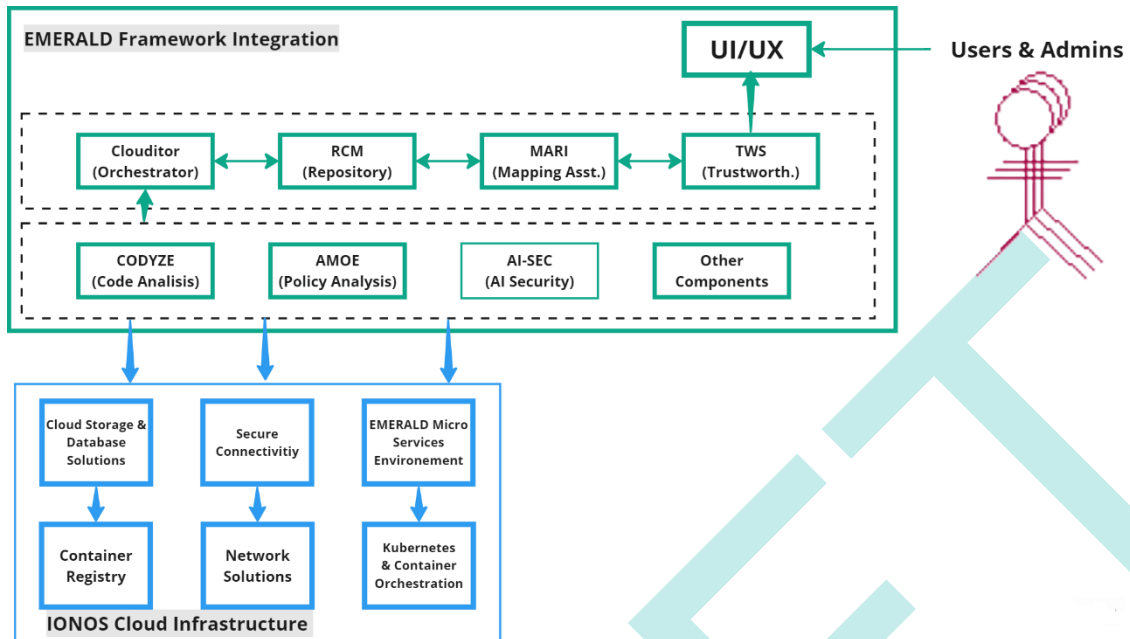 EMERALD Framework Integration
UI/UX
Users & Admins
Clouditor
(Orchestrator)
RCM
(Repository)
MARI
(Mapping Asst.)
TWS
(Trustworth.)
CODYZE
(Code Analisis)
AMOE
(Policy Analysis)
AI-SEC
(AI Security)
Other
Components
Cloud Storage &
Database
Solutions
Secure
Connectivitiy
EMERALD Micro
Services
Environement
Container
Registry
Network
Solutions
Kubernetes
& Container
Orchestration
IONOS Cloud Infrastructure